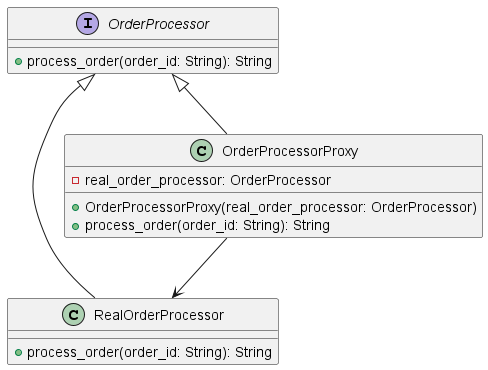 I OrderProcessor
process_order(order_id: String): String
C OrderProcessorProxy
real_order_processor: OrderProcessor
OrderProcessorProxy(real_order_processor: OrderProcessor)
process_order(order_id: String): String
C RealOrderProcessor
process_order(order_id: String): String